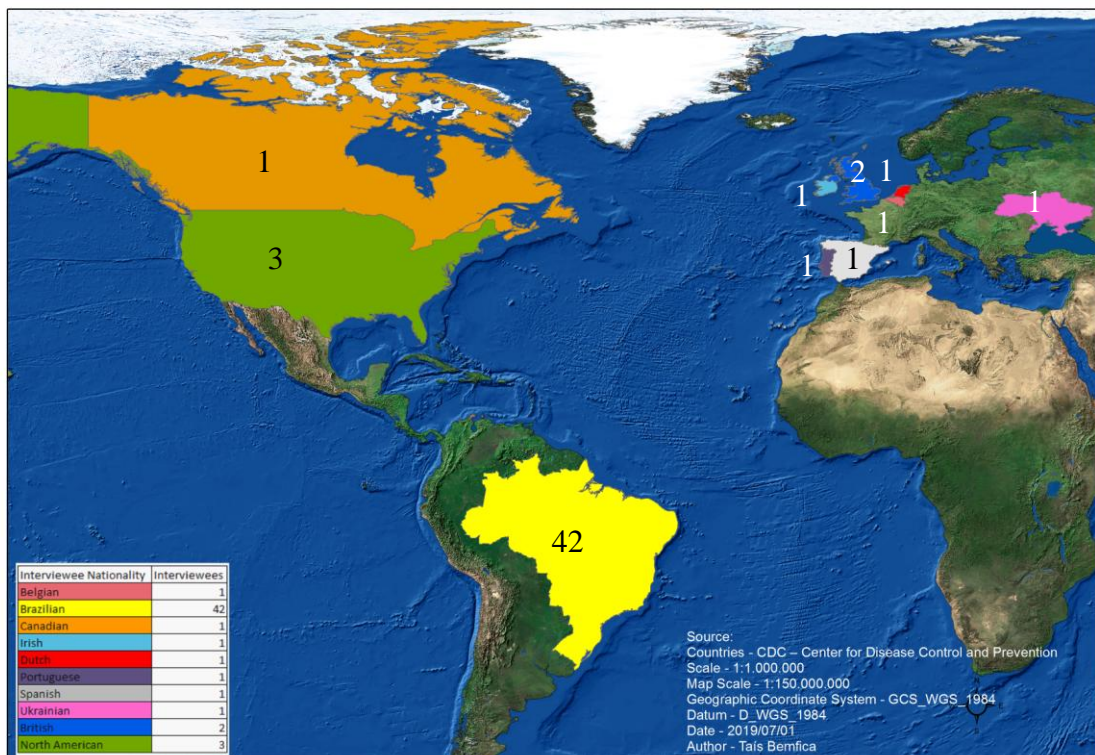 1
3
2
1
1
1
1
1
1
42
Interviewee Nationality Interviewees
Belgian 1
Brazilian 42
Canadian 1
Irish 1
Dutch 1
Portuguese 1
Spanish 1
Ukrainian 1
British 2
North American 3
Source:
Countries - CDC – Center for Disease Control and Prevention
Scale - 1:1.000.000
Map Scale - 1:150.000.000
Geographic Coordinate System - GCS_WGS_1984
Datum - D_WGS_1984
Date - 2019/07/01
Author - Taís Bemfica